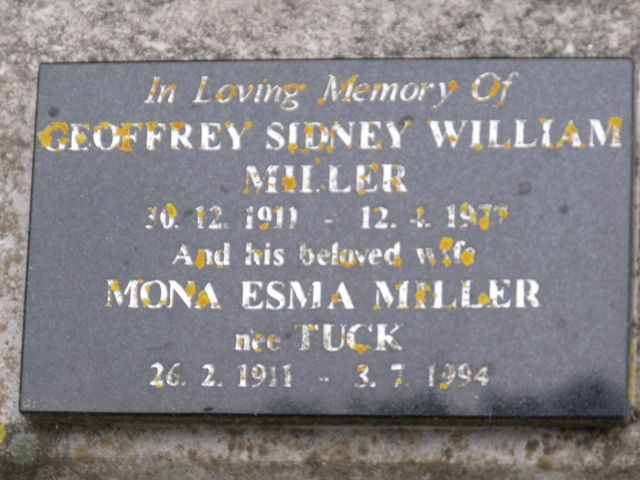 In Loving Memory Of
GEOFFREY SIDNEY WILLIAM
MILLER
30. 12. 1911 - 12. 4. 1977
And his beloved wife
MONA ESMA MILLER
nee TUCK
26. 2. 1911 - 3. 7. 1994